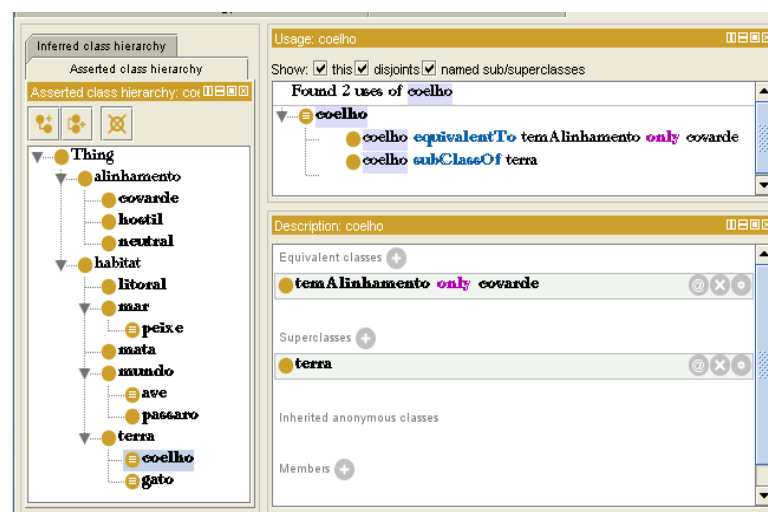 Inferred class hierarchy
Asserted class hierarchy
Asserted class hierarchy: coe
Thing
alinhamento
covarde
hostil
neutral
habitat
litoral
mar
peixe
mata
mundo
ave
passaro
terra
coelho
gato
Usage: coelho
Show: this disjoints named sub/superclasses
Found 2 uses of coelho
coelho
coelho equivalentTo temAlinhamento only covarde
coelho subClassOf terra
Description: coelho
Equivalent classes
temAlinhamento only covarde
Superclasses
terra
Inherited anonymous classes
Members